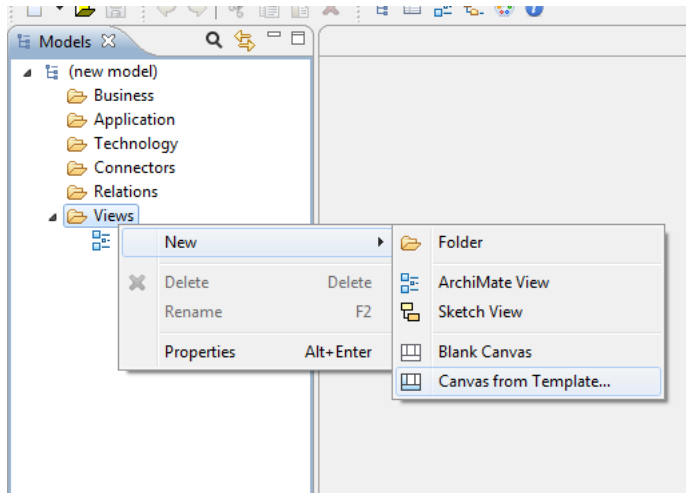 Models
(new model)
Business
Application
Technology
Connectors
Relations
Views
New
Delete Delete
Rename F2
Properties Alt+Enter
Folder
ArchiMate View
Sketch View
Blank Canvas
Canvas from Template...